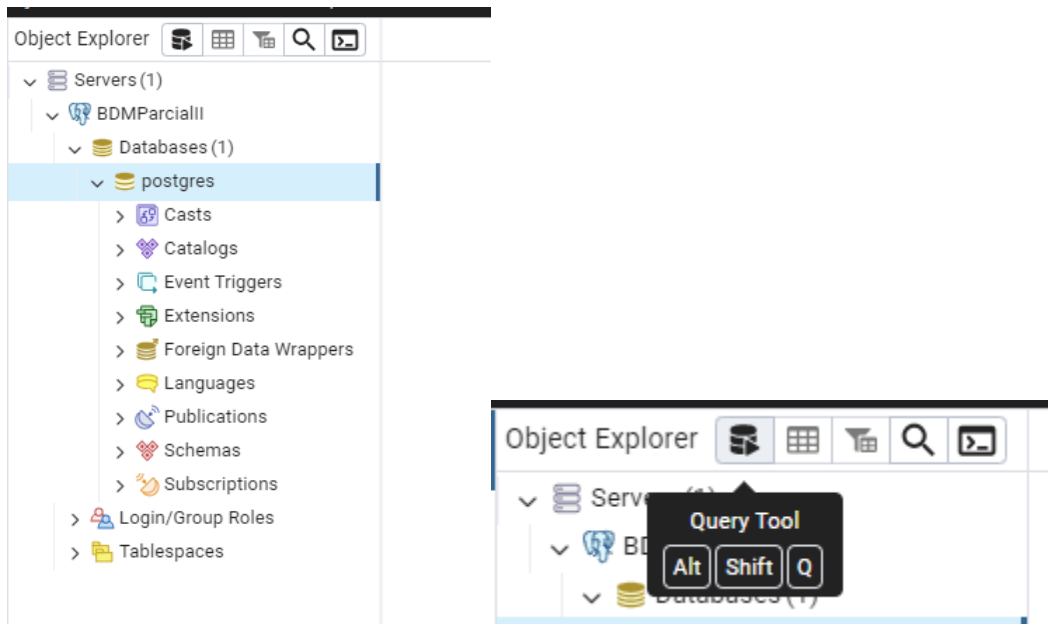 Object Explorer
Servers (1)
BDMParcialII
Databases (1)
postgres
Casts
Catalogs
Event Triggers
Extensions
Foreign Data Wrappers
Languages
Publications
Schemas
Subscriptions
Login/Group Roles
Tablespaces
Object Explorer
Query Tool
Alt Shift Q